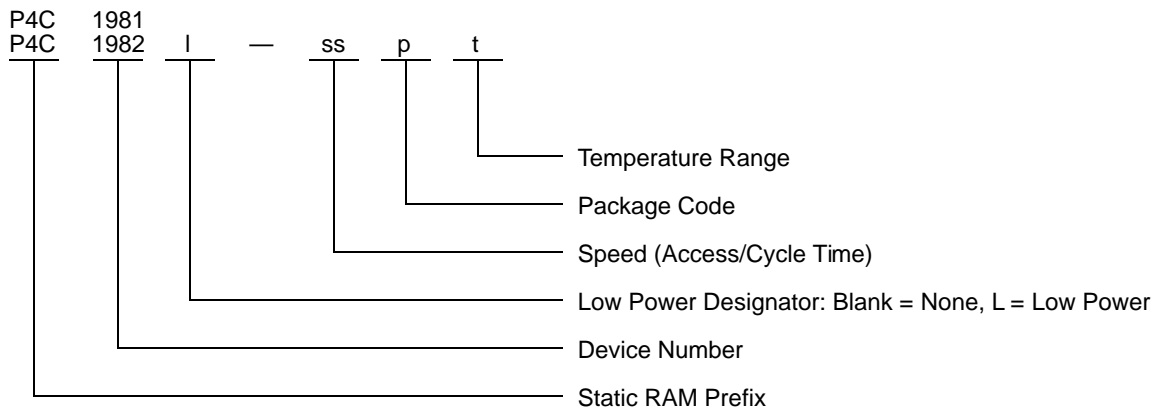 P4C 1981
P4C 1982 l — ss p t
Temperature Range
Package Code
Speed (Access/Cycle Time)
Low Power Designator: Blank = None, L = Low Power
Device Number
Static RAM Prefix